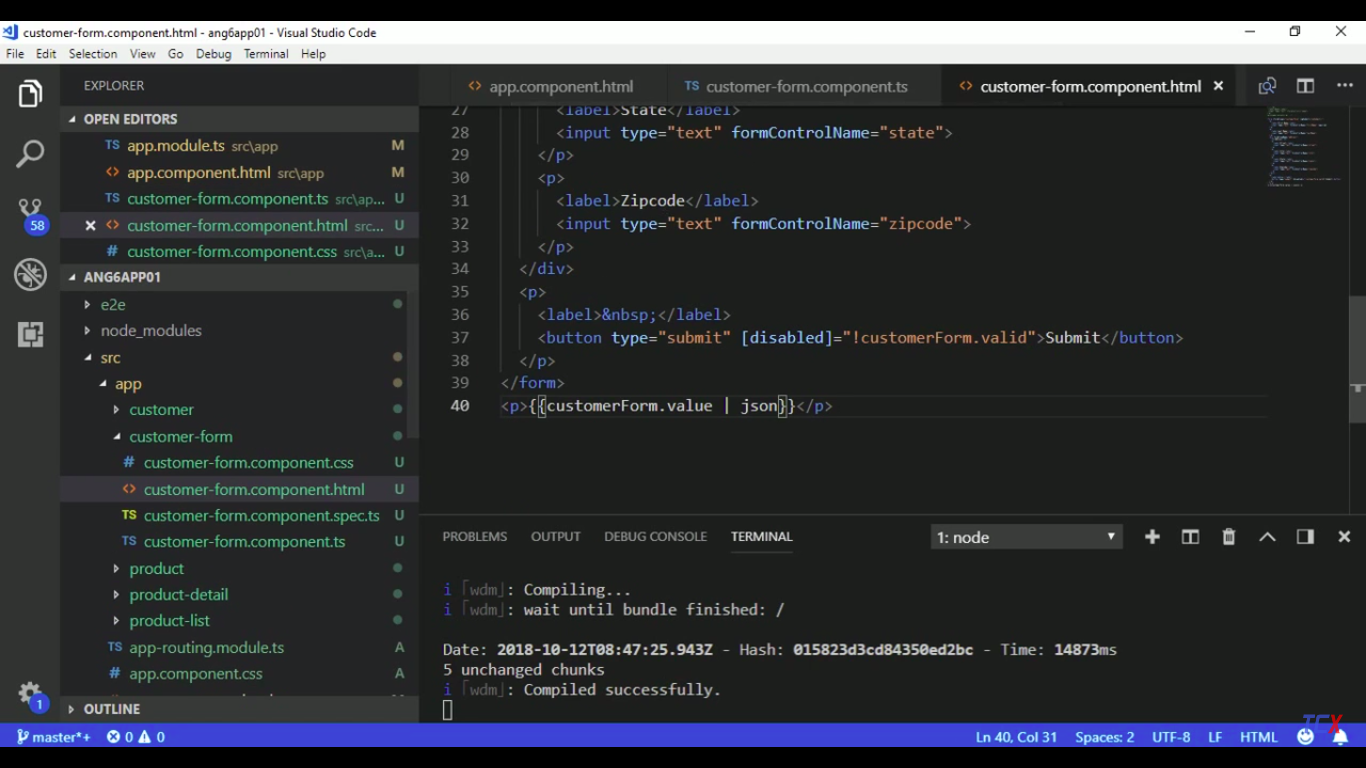 customer-form.component.html - ang6app01 - Visual Studio Code
File Edit Selection View Go Debug Terminal Help
EXPLORER
OPEN EDITORS
TS app.module.ts src\app M
<> app.component.html src\app M
TS customer-form.component.ts src\ap... U
<> customer-form.component.html src... U
# customer-form.component.css src\a... U
58
ANG6APP01
e2e
node_modules
src
app
customer
customer-form
# customer-form.component.css U
<> customer-form.component.html U
TS customer-form.component.spec.ts U
TS customer-form.component.ts U
product
product-detail
product-list
TS app-routing.module.ts A
# app.component.css A
1
OUTLINE
<> app.component.html
TS customer-form.component.ts
<> customer-form.component.html
27 <label>State</label>
28 <input type="text" formControlName="state">
29 </p>
30 <p>
31 <label>Zipcode</label>
32 <input type="text" formControlName="zipcode">
33 </p>
34 </div>
35 <p>
36 <label>&nbsp;</label>
37 <button type="submit" [disabled]="!customerForm.valid">Submit</button>
38 </p>
39 </form>
40 <p>{{customerForm.value | json}}</p>
PROBLEMS OUTPUT DEBUG CONSOLE TERMINAL 1: node
i ｢wdm｣: Compiling...
i ｢wdm｣: wait until bundle finished: /
Date: 2018-10-12T08:47:25.943Z - Hash: 015823d3cd84350ed2bc - Time: 14873ms
5 unchanged chunks
i ｢wdm｣: Compiled successfully.
TCX
master*+ 0 0 Ln 40, Col 31 Spaces: 2 UTF-8 LF HTML